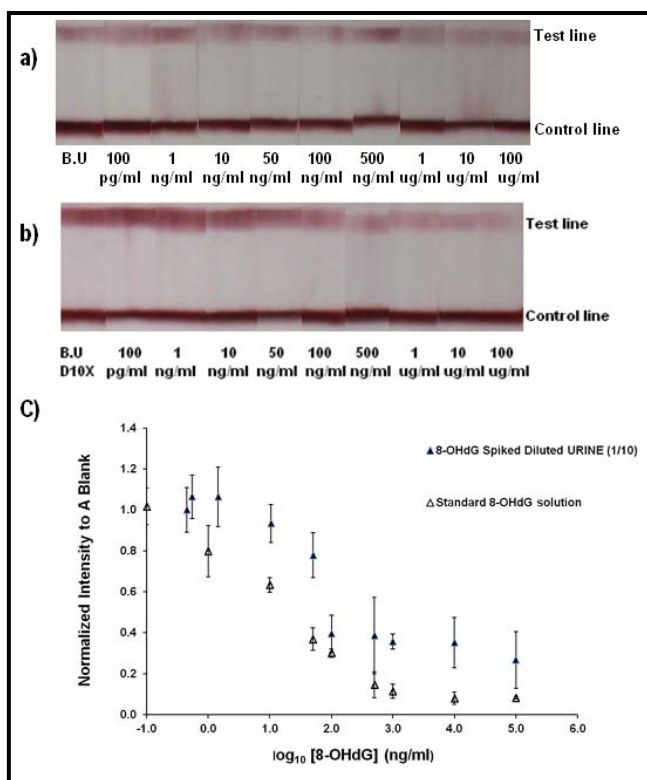 a)
Test line
Control line
B.U 100 1 10 50 100 500 1 10 100
pg/ml ng/ml ng/ml ng/ml ng/ml ng/ml ug/ml ug/ml ug/ml
b)
Test line
Control line
B.U 100 1 10 50 100 500 1 10 100
D10X pg/ml ng/ml ng/ml ng/ml ng/ml ng/ml ug/ml ug/ml ug/ml
C)
1.4
1.2
1.0
0.8
0.6
0.4
0.2
0.0
Normalized Intensity to A Blank
▲8-OHdG Spiked Diluted URINE (1/10)
△Standard 8-OHdG solution
-1.0 0.0 1.0 2.0 3.0 4.0 5.0 6.0
log10 [8-OHdG] (ng/ml)